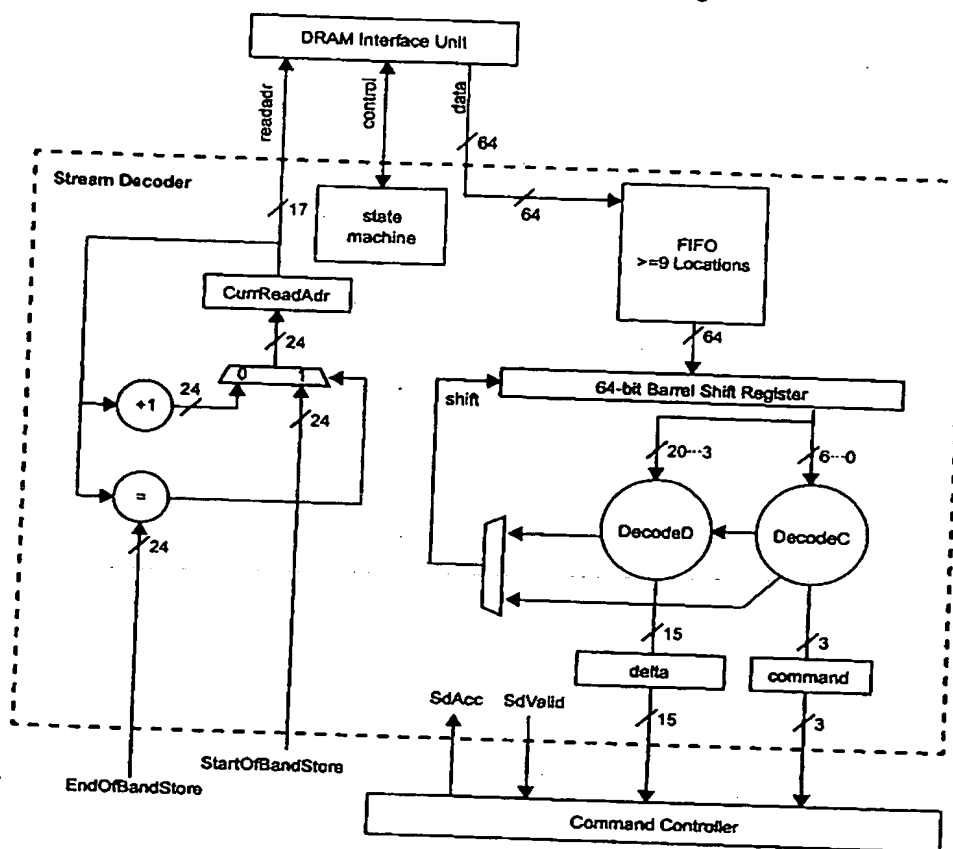 DRAM Interface Unit
readadr
control
data
64
Stream Decoder
17
state
machine
64
FIFO
>=9 Locations
CurrReadAdr
24
64
0 1
64-bit Barrel Shift Register
shift
+1
24
24
20...3
6...0
=
DecodeD
DecodeC
24
15
3
delta
command
SdAcc
SdValid
15
3
StartOfBandStore
EndOfBandStore
Command Controller